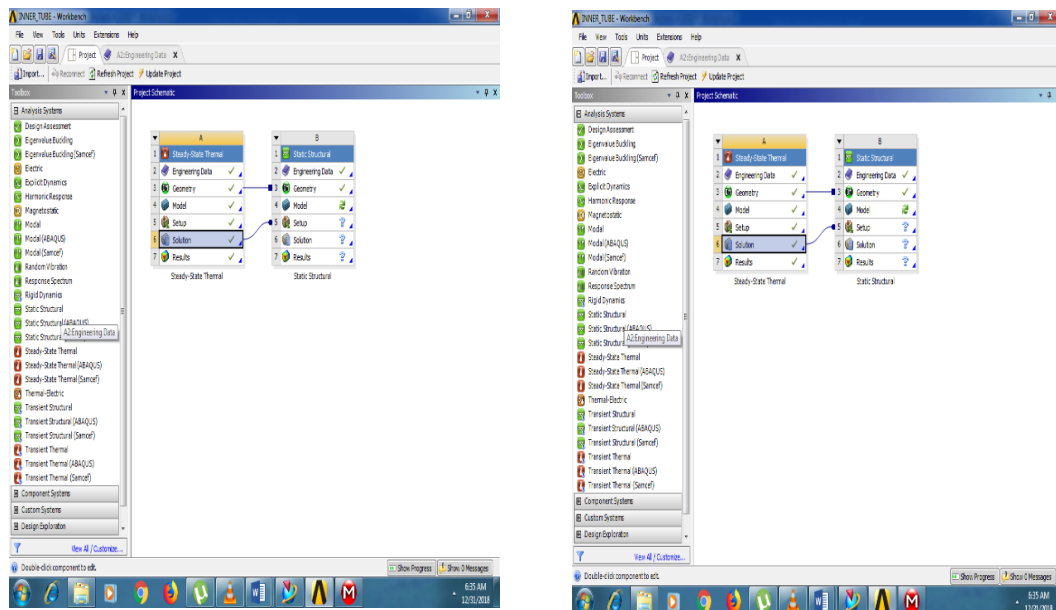 INNER_TUBE - Workbench
File View Tools Units Extensions Help
Project A2:Engineering Data X
Import... Reconnect Refresh Project Update Project
Toolbox
Project Schematic
Analysis Systems
Design Assessment
Eigenvalue Buckling
Eigenvalue Buckling (Samcef)
Electric
Explicit Dynamics
Harmonic Response
Magnetostatic
Modal
Modal (ABAQUS)
Modal (Samcef)
Random Vibration
Response Spectrum
Rigid Dynamics
Static Structural
Static Structural (ABAQUS)
Static Structural
A2:Engineering Data
Steady-State Thermal
Steady-State Thermal (ABAQUS)
Steady-State Thermal (Samcef)
Thermal-Electric
Transient Structural
Transient Structural (ABAQUS)
Transient Structural (Samcef)
Transient Thermal
Transient Thermal (ABAQUS)
Transient Thermal (Samcef)
Component Systems
Custom Systems
Design Exploration
View All / Customize...
A
1 Steady-State Thermal
2 Engineering Data
3 Geometry
4 Model
5 Setup
6 Solution
7 Results
Steady-State Thermal
B
1 Static Structural
2 Engineering Data
3 Geometry
4 Model
5 Setup
6 Solution
7 Results
Static Structural
Double-click component to edit.
Show Progress Show 0 Messages
6:35 AM
12/31/2018
INNER_TUBE - Workbench
File View Tools Units Extensions Help
Project A2:Engineering Data X
Import... Reconnect Refresh Project Update Project
Toolbox
Project Schematic
Analysis Systems
Design Assessment
Eigenvalue Buckling
Eigenvalue Buckling (Samcef)
Electric
Explicit Dynamics
Harmonic Response
Magnetostatic
Modal
Modal (ABAQUS)
Modal (Samcef)
Random Vibration
Response Spectrum
Rigid Dynamics
Static Structural
Static Structural (ABAQUS)
Static Structural
A2:Engineering Data
Steady-State Thermal
Steady-State Thermal (ABAQUS)
Steady-State Thermal (Samcef)
Thermal-Electric
Transient Structural
Transient Structural (ABAQUS)
Transient Structural (Samcef)
Transient Thermal
Transient Thermal (ABAQUS)
Transient Thermal (Samcef)
Component Systems
Custom Systems
Design Exploration
View All / Customize...
A
1 Steady-State Thermal
2 Engineering Data
3 Geometry
4 Model
5 Setup
6 Solution
7 Results
Steady-State Thermal
B
1 Static Structural
2 Engineering Data
3 Geometry
4 Model
5 Setup
6 Solution
7 Results
Static Structural
Double-click component to edit.
Show Progress Show 0 Messages
6:35 AM
12/31/2018